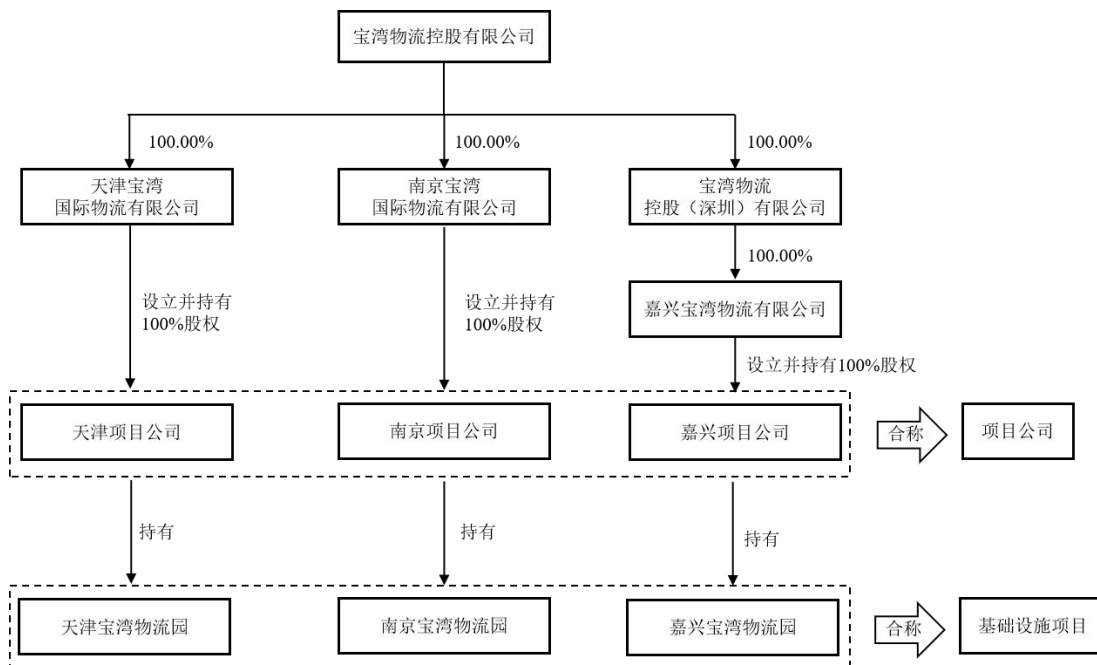 宝湾物流控股有限公司
100.00%
100.00%
100.00%
天津宝湾
国际物流有限公司
南京宝湾
国际物流有限公司
宝湾物流
控股（深圳）有限公司
100.00%
设立并持有
100%股权
设立并持有
100%股权
嘉兴宝湾物流有限公司
设立并持有100%股权
天津项目公司
南京项目公司
嘉兴项目公司
合称
项目公司
持有
持有
持有
天津宝湾物流园
南京宝湾物流园
嘉兴宝湾物流园
合称
基础设施项目